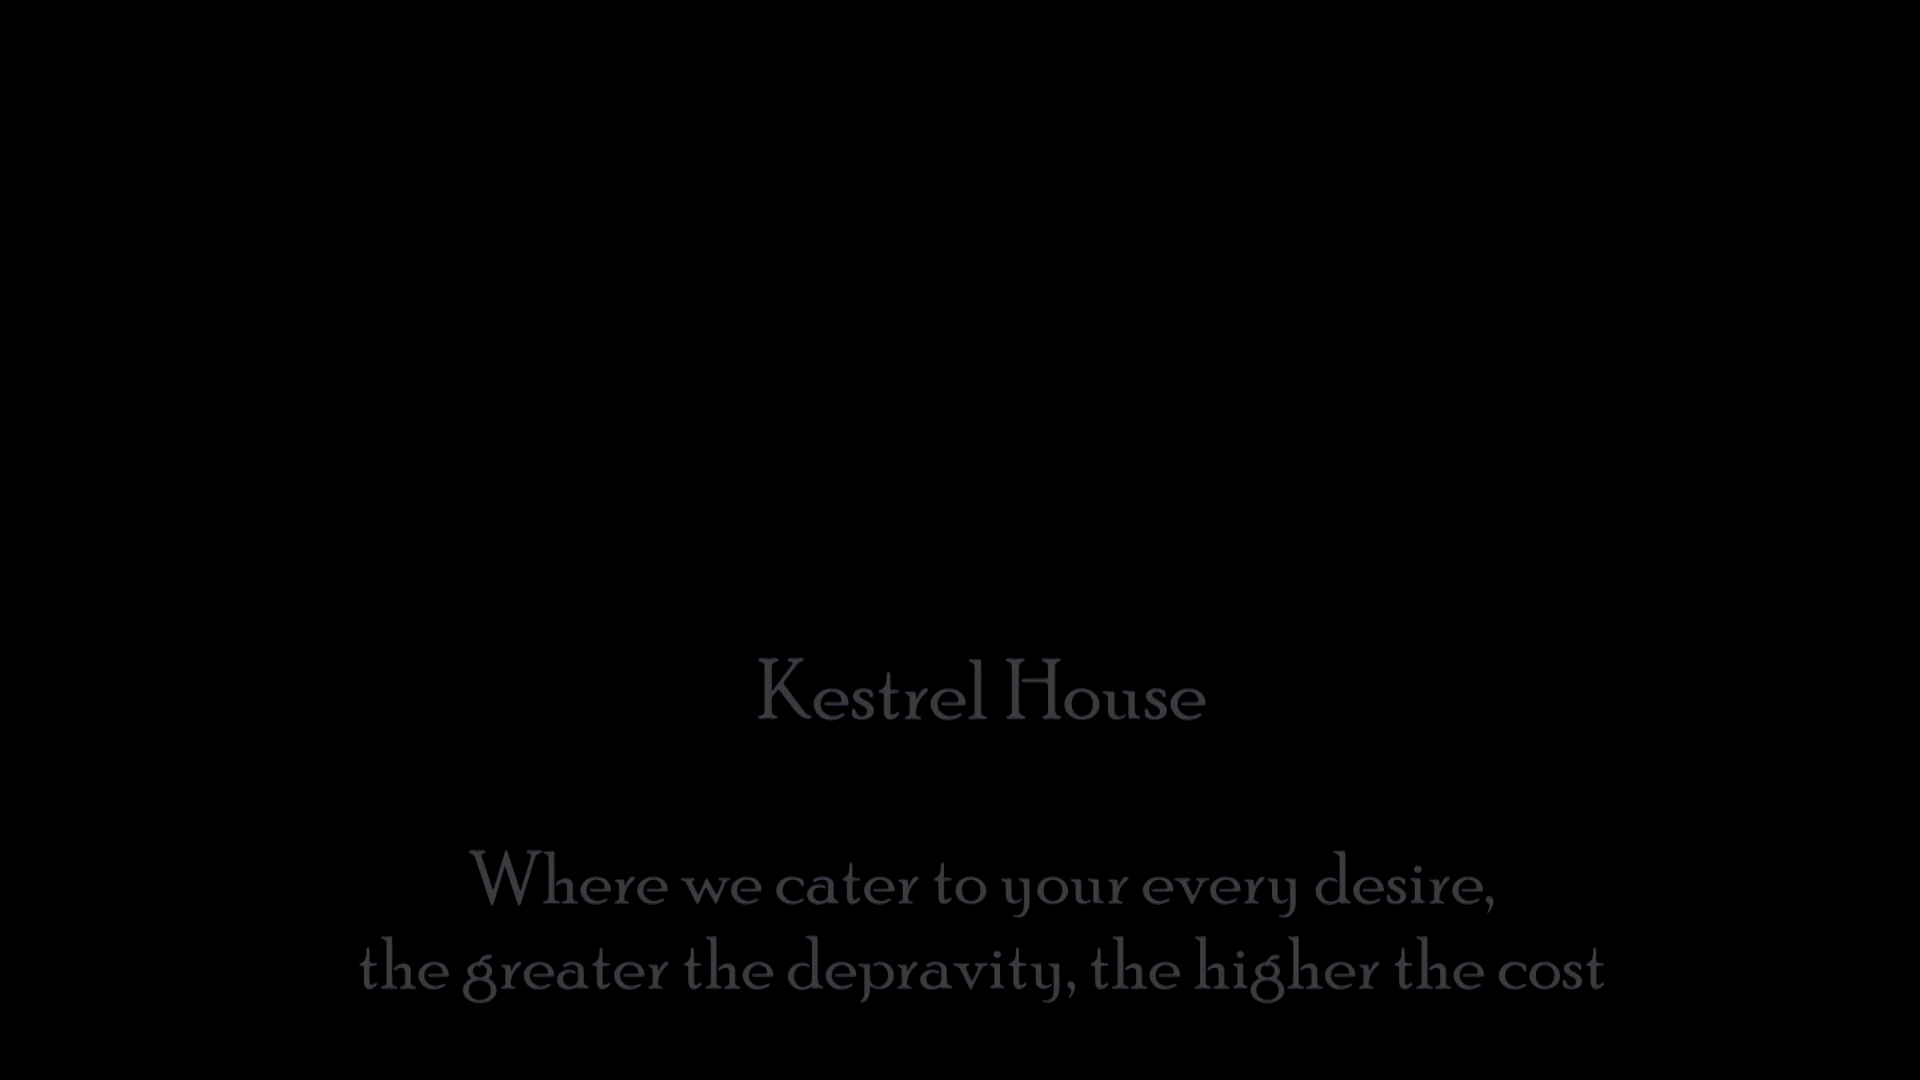 Kestrel House
Where we cater to your every desire,
the greater the depravity, the higher the cost